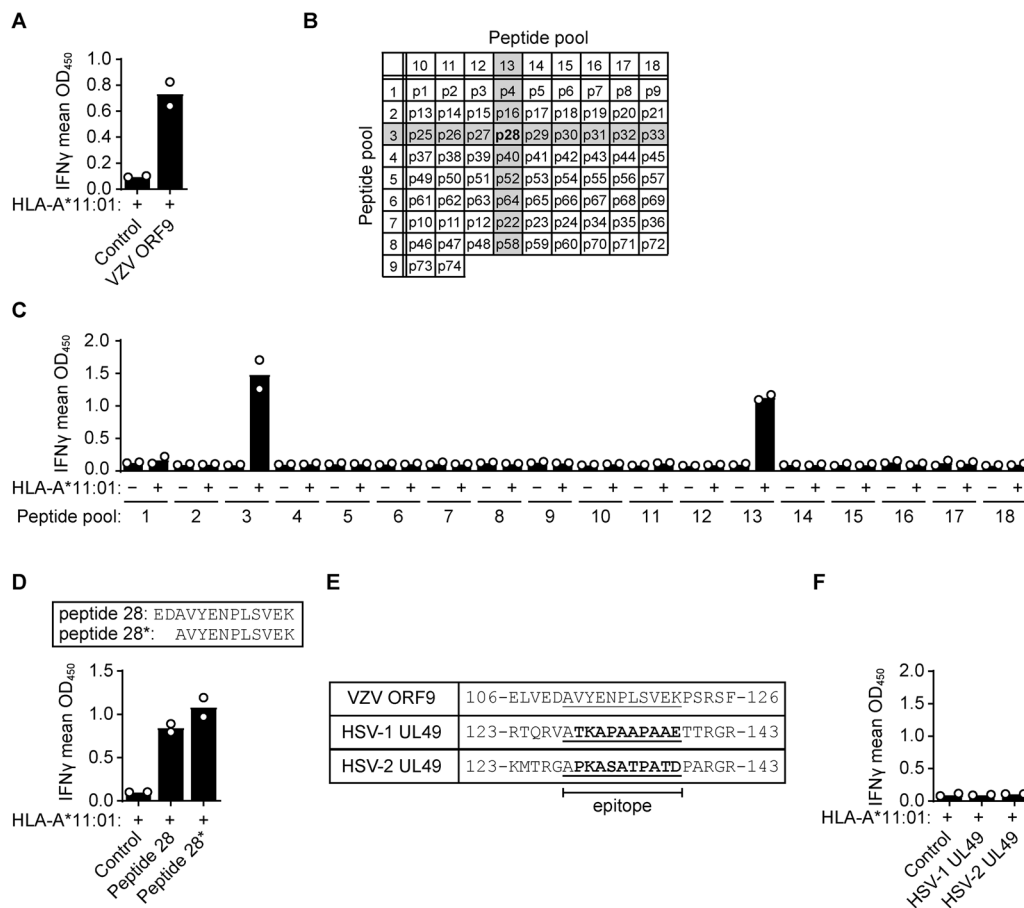 A
IFNγ mean OD450
1.0
0.8
0.6
0.4
0.2
0.0
HLA-A*11:01: + +
Control
VZV ORF9
B
Peptide pool
Peptide pool
10 11 12 13 14 15 16 17 18
1 p1 p2 p3 p4 p5 p6 p7 p8 p9
2 p13 p14 p15 p16 p17 p18 p19 p20 p21
3 p25 p26 p27 p28 p29 p30 p31 p32 p33
4 p37 p38 p39 p40 p41 p42 p43 p44 p45
5 p49 p50 p51 p52 p53 p54 p55 p56 p57
6 p61 p62 p63 p64 p65 p66 p67 p68 p69
7 p10 p11 p12 p22 p23 p24 p34 p35 p36
8 p46 p47 p48 p58 p59 p60 p70 p71 p72
9 p73 p74
C
IFNγ mean OD450
2.0
1.5
1.0
0.5
0.0
HLA-A*11:01: − + − + − + − + − + − + − + − + − + − + − + − + − + − + − + − + − + − +
Peptide pool: 1 2 3 4 5 6 7 8 9 10 11 12 13 14 15 16 17 18
D
peptide 28: EDAVYENPLSVEK
peptide 28*: AVYENPLSVEK
IFNγ mean OD450
1.5
1.0
0.5
0.0
HLA-A*11:01: + + +
Control
Peptide 28
Peptide 28*
E
VZV ORF9 106-ELVEDAVYENPLSVEKPSRSF-126
HSV-1 UL49 123-RTQRVATKAPAAPAAETTRGR-143
HSV-2 UL49 123-KMTRGAPKASATPATDPARGR-143
epitope
F
IFNγ mean OD450
2.0
1.5
1.0
0.5
0.0
HLA-A*11:01: + + +
Control
HSV-1 UL49
HSV-2 UL49